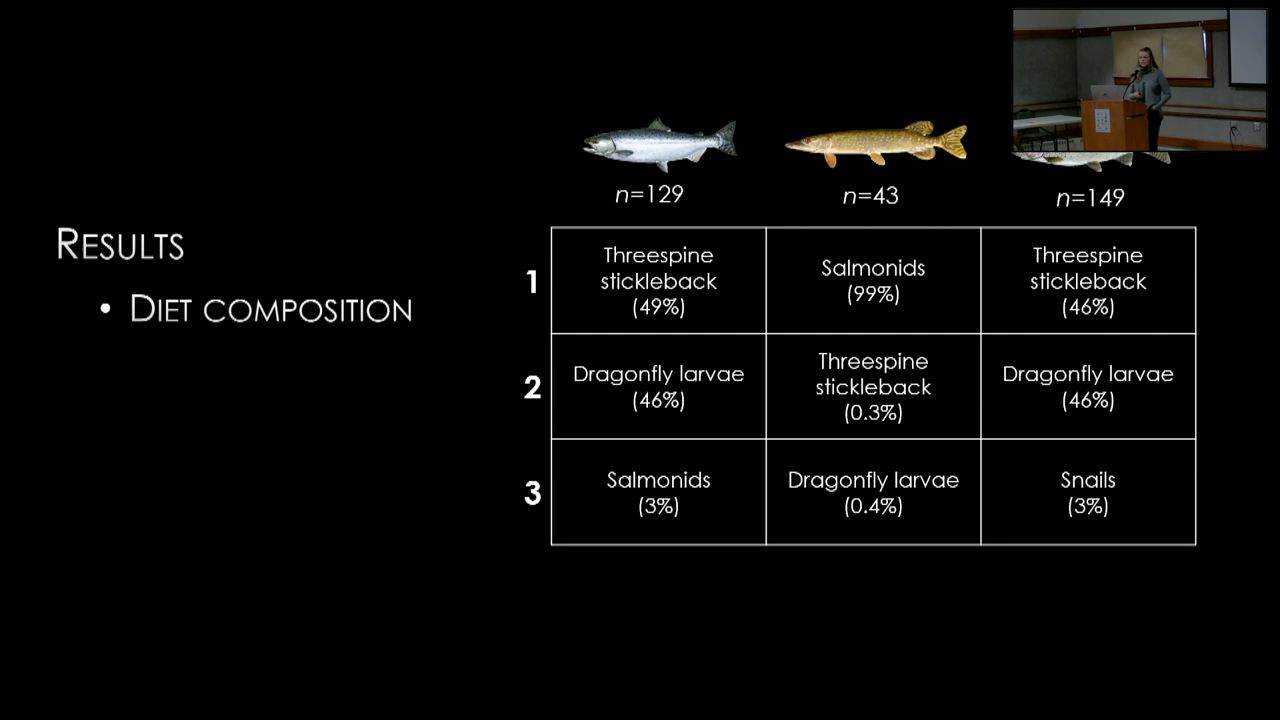 RESULTS
• DIET COMPOSITION
n=129
n=43
n=149
1
Threespine
stickleback
(49%)
Salmonids
(99%)
Threespine
stickleback
(46%)
2
Dragonfly larvae
(46%)
Threespine
stickleback
(0.3%)
Dragonfly larvae
(46%)
3
Salmonids
(3%)
Dragonfly larvae
(0.4%)
Snails
(3%)